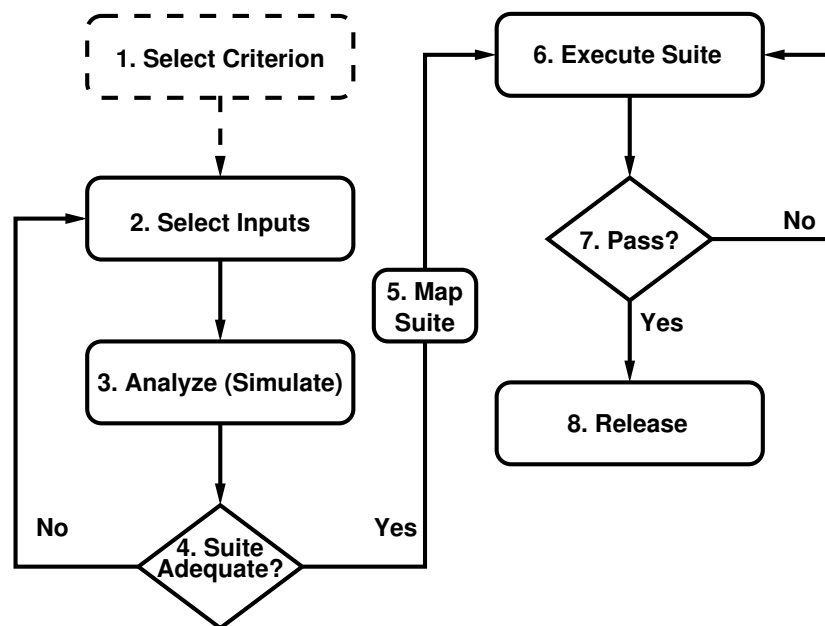 1. Select Criterion
2. Select Inputs
3. Analyze (Simulate)
4. Suite
Adequate?
No
Yes
5. Map
Suite
6. Execute Suite
7. Pass?
No
Yes
8. Release